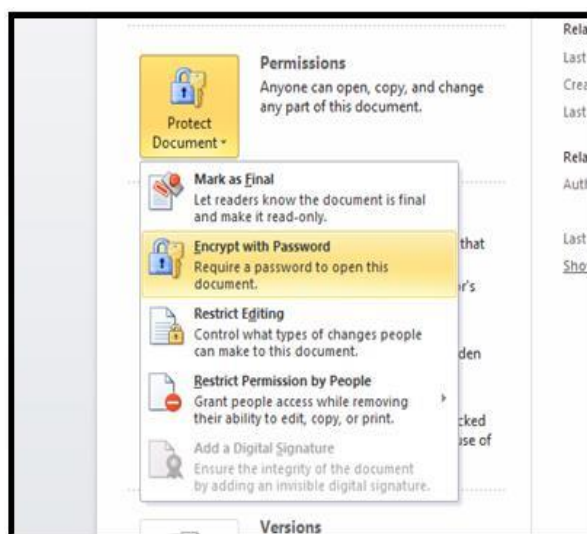 Permissions
Anyone can open, copy, and change
any part of this document.
Protect
Document
Mark as Final
Let readers know the document is final
and make it read-only.
Encrypt with Password
Require a password to open this
document.
Restrict Editing
Control what types of changes people
can make to this document.
Restrict Permission by People
Grant people access while removing
their ability to edit, copy, or print.
Add a Digital Signature
Ensure the integrity of the document
by adding an invisible digital signature.
that
Versions
Last
Last
Last